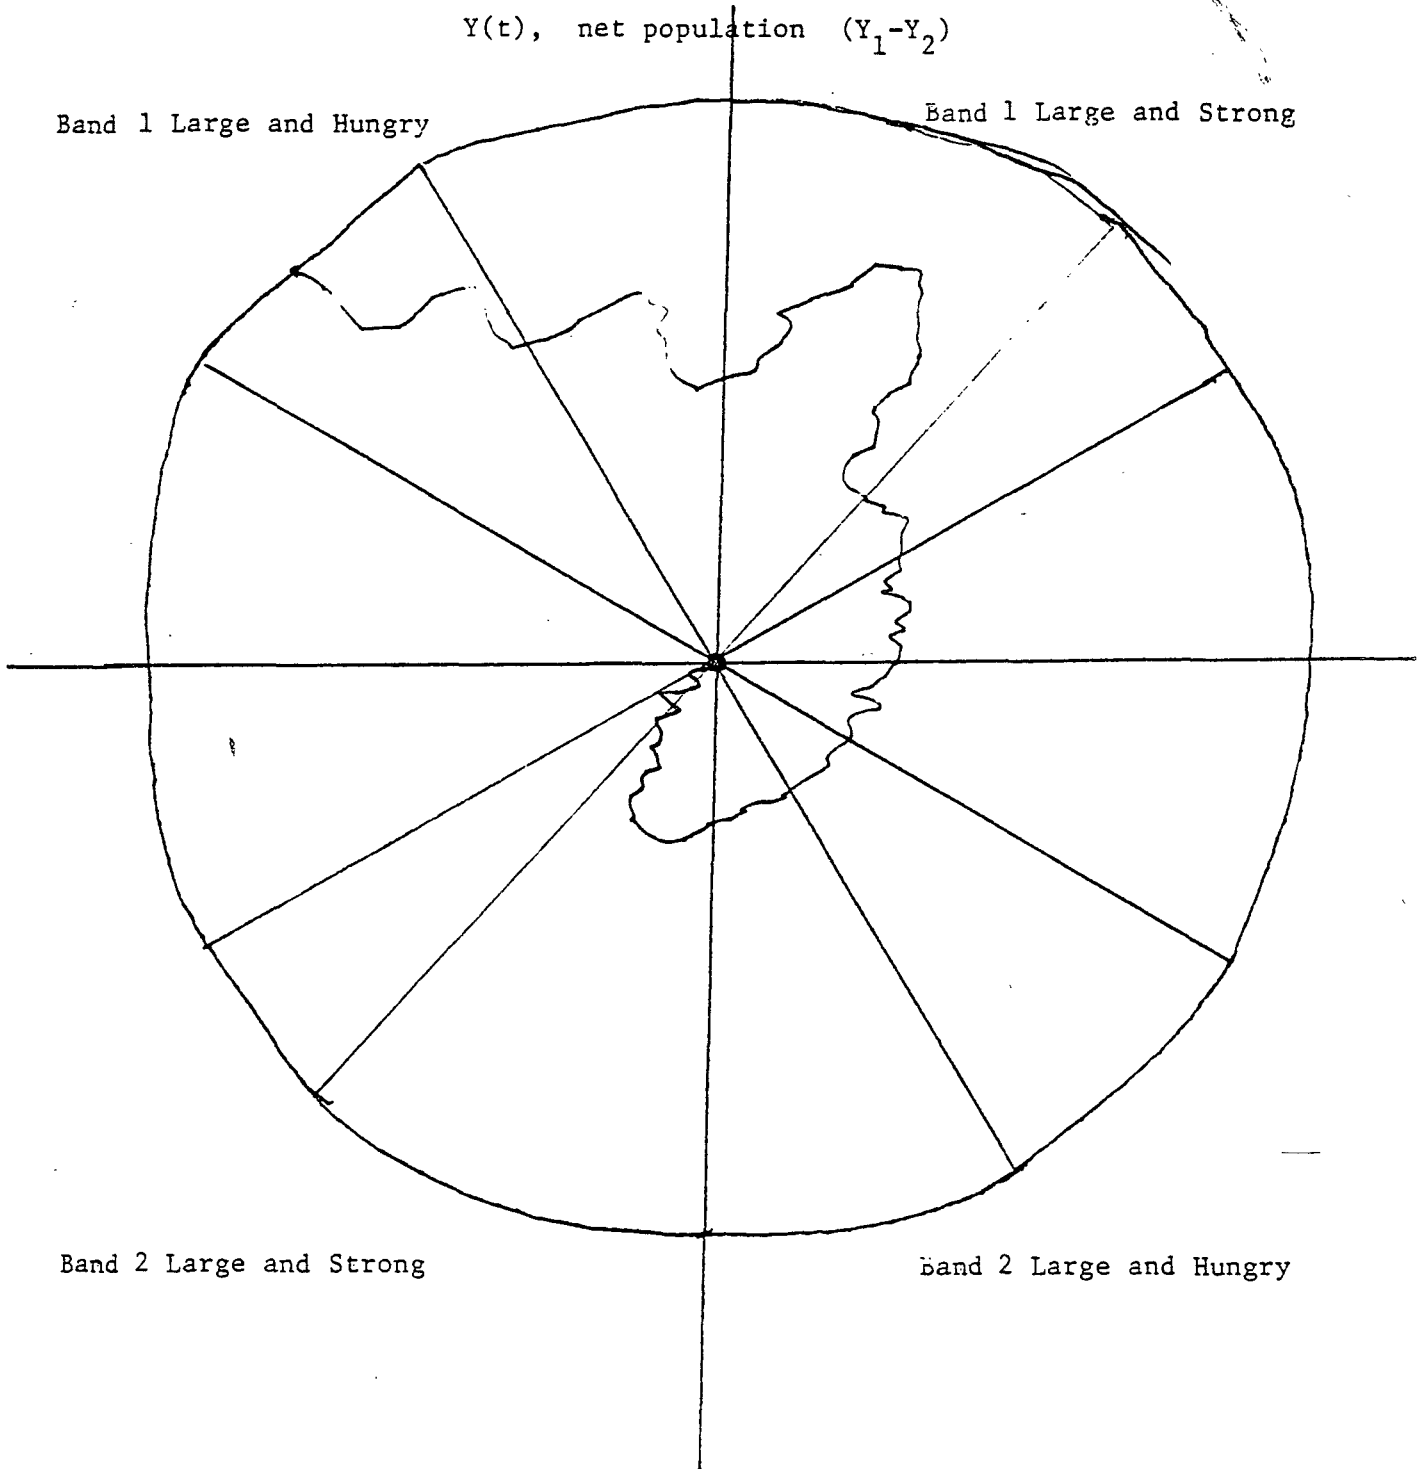 Y(t), net population (Y₁-Y₂)
Band 1 Large and Hungry
Band 1 Large and Strong
Band 2 Large and Strong
Band 2 Large and Hungry